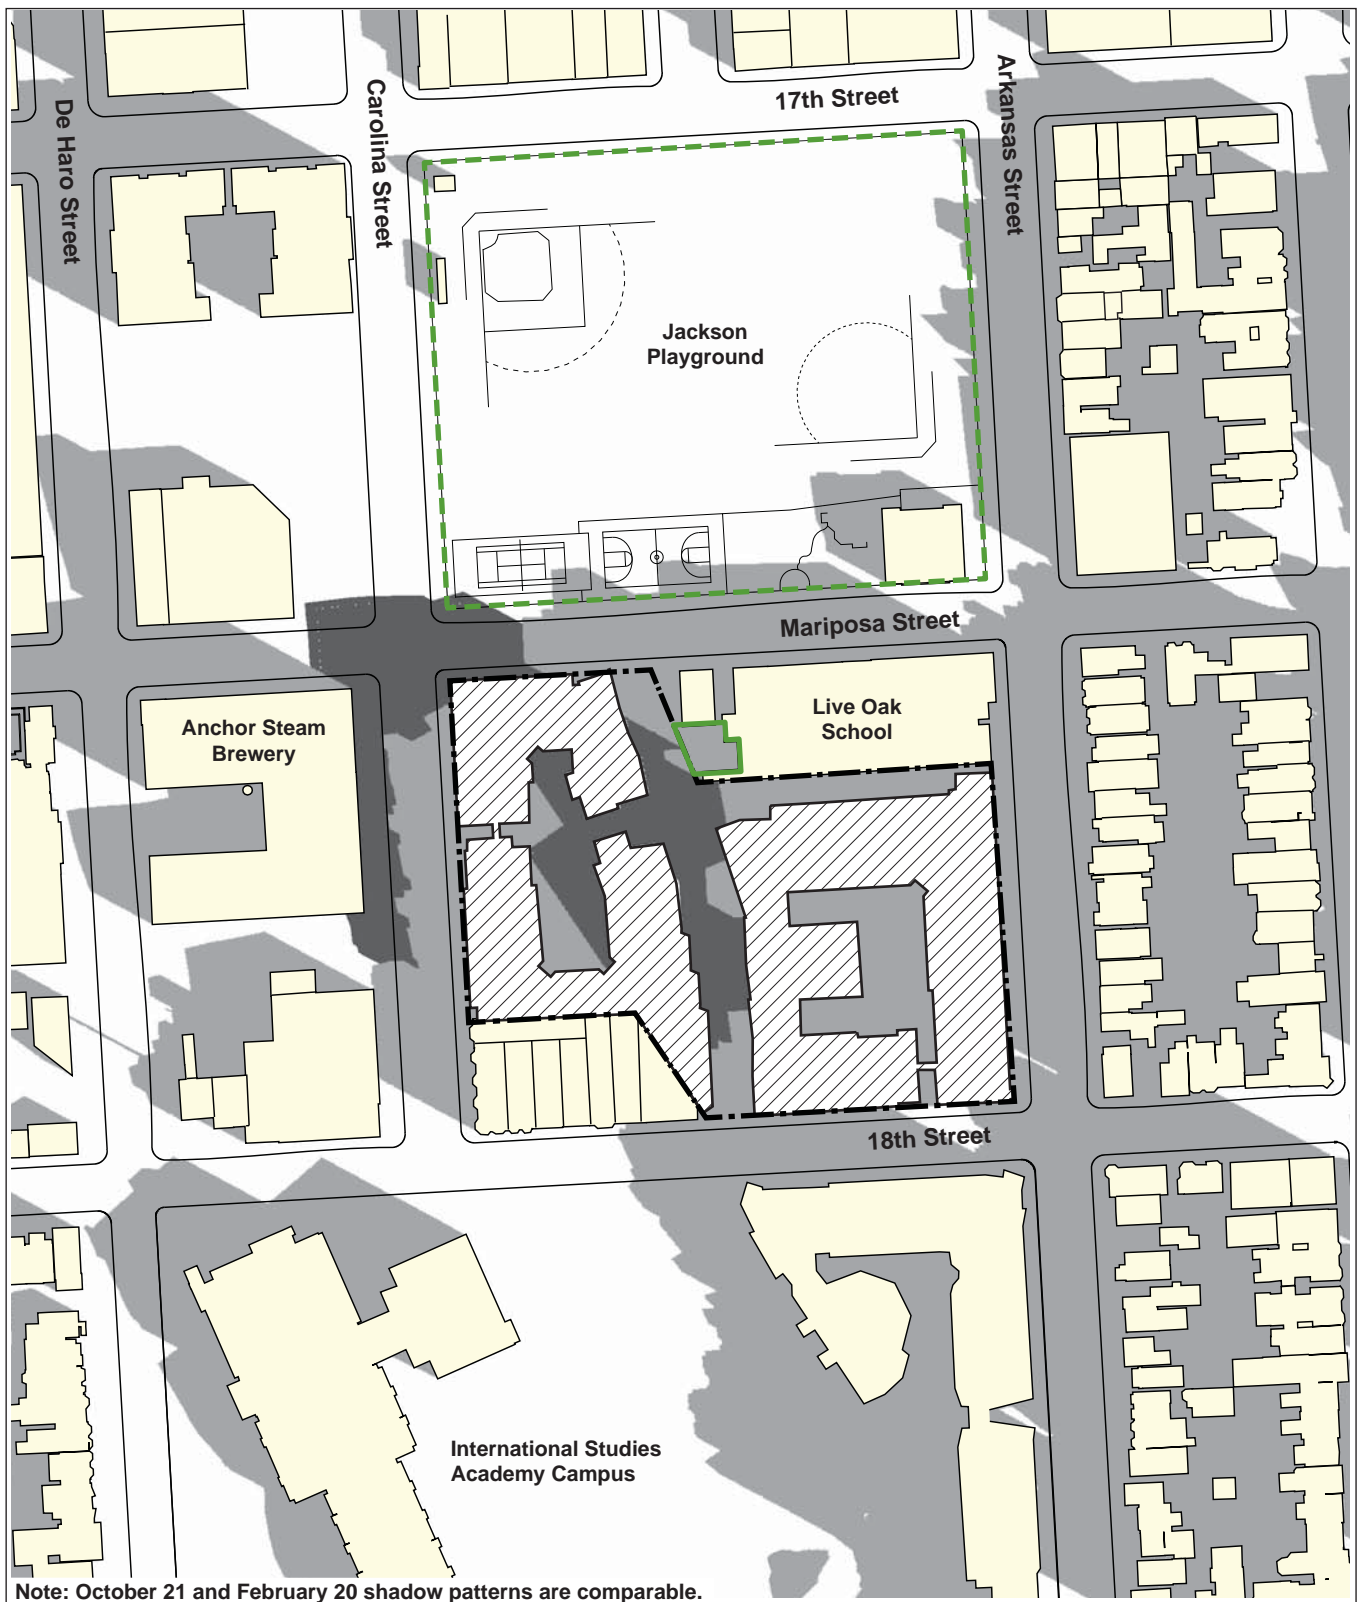 17th Street
De Haro Street
Carolina Street
Arkansas Street
Jackson
Playground
Mariposa Street
Anchor Steam
Brewery
Live Oak
School
18th Street
International Studies
Academy Campus
Note: October 21 and February 20 shadow patterns are comparable.